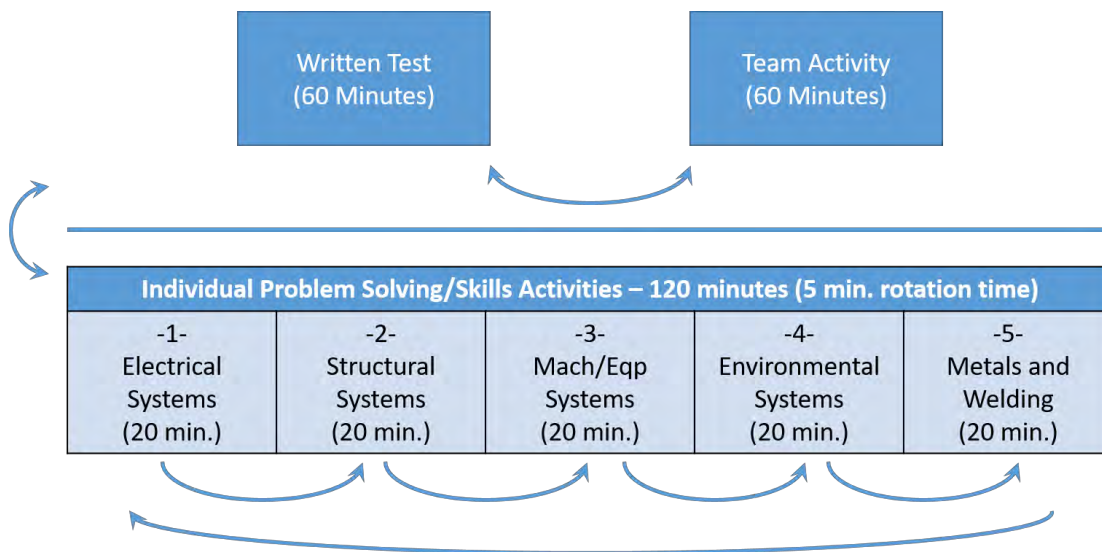 Written Test
(60 Minutes)
Team Activity
(60 Minutes)
Individual Problem Solving/Skills Activities – 120 minutes (5 min. rotation time)
-1-
Electrical
Systems
(20 min.)
-2-
Structural
Systems
(20 min.)
-3-
Mach/Eqp
Systems
(20 min.)
-4-
Environmental
Systems
(20 min.)
-5-
Metals and
Welding
(20 min.)